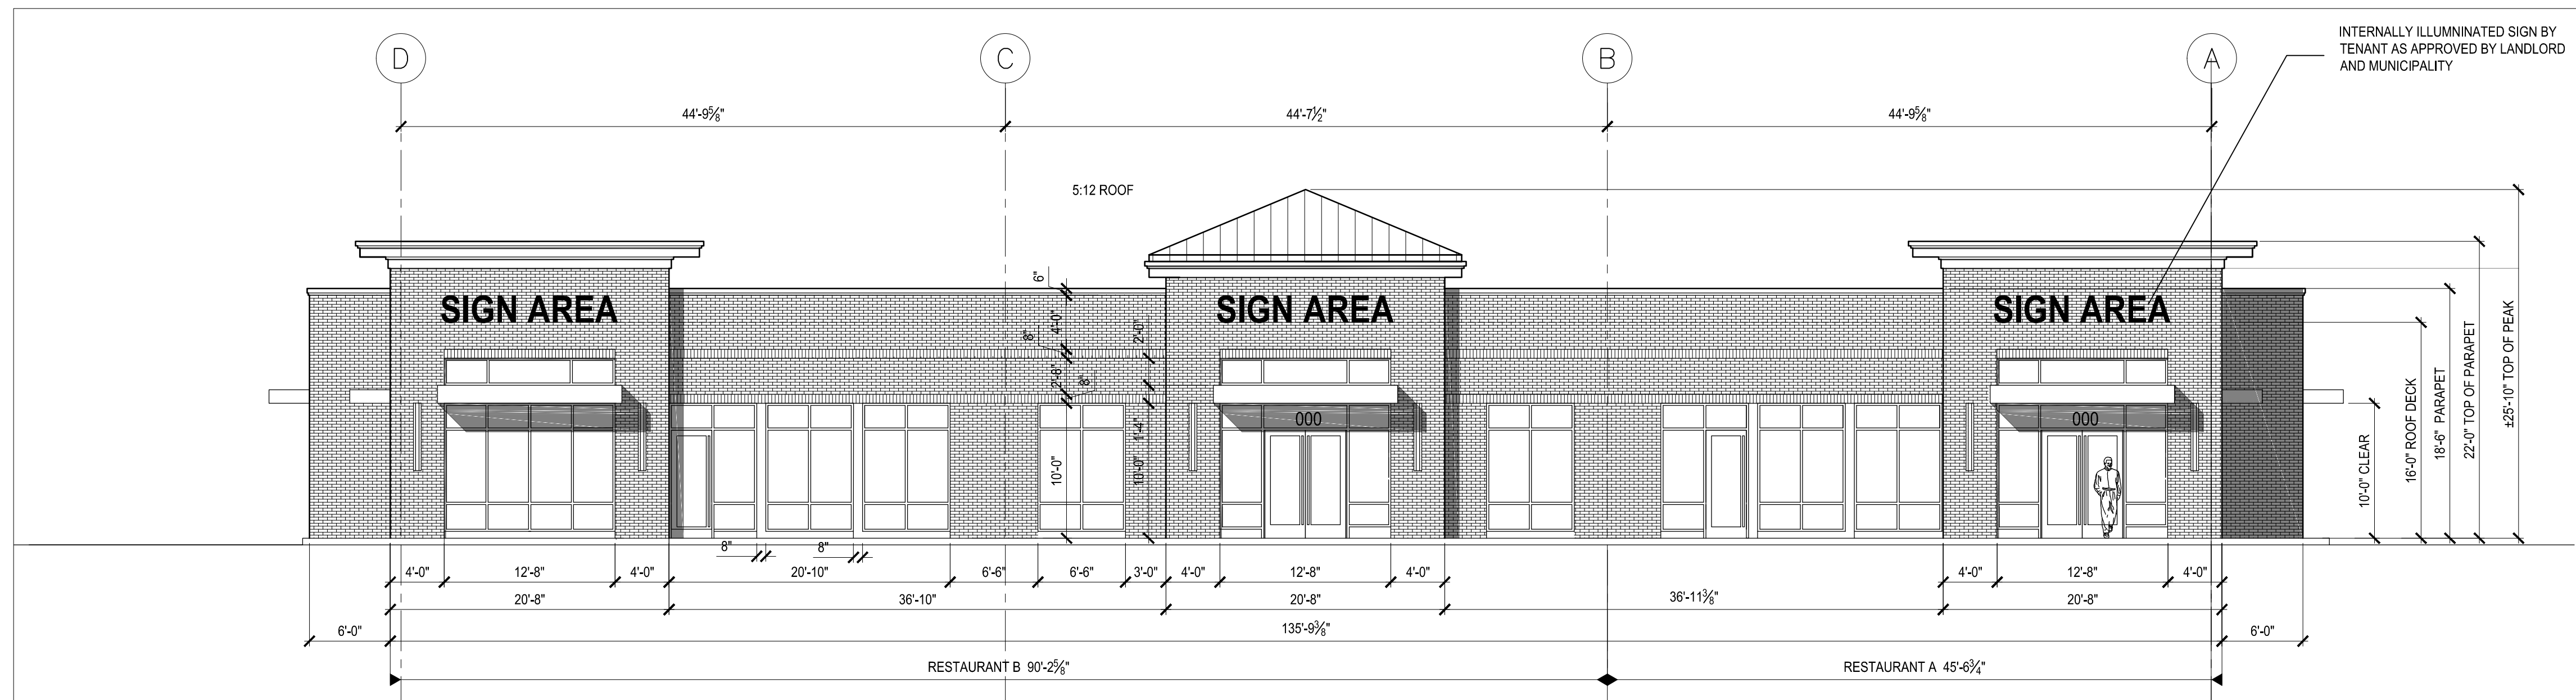 INTERNALLY ILLUMNINATED SIGN BY
TENANT AS APPROVED BY LANDLORD
AND MUNICIPALITY
D
C
B
A
44'-9⅝"
44'-7½"
44'-9⅝"
5:12 ROOF
6"
SIGN AREA
SIGN AREA
SIGN AREA
8"
4'-0"
2'-0"
2'-8"
8"
000
000
10'-0"
10'-0"
1'-4"
10'-0" CLEAR
16'-0" ROOF DECK
18'-6" PARAPET
22'-0" TOP OF PARAPET
±25'-10" TOP OF PEAK
8"
8"
4'-0"
12'-8"
4'-0"
20'-10"
6'-6"
6'-6"
3'-0"
4'-0"
12'-8"
4'-0"
4'-0"
12'-8"
4'-0"
20'-8"
36'-10"
20'-8"
36'-11⅜"
20'-8"
6'-0"
135'-9⅜"
6'-0"
RESTAURANT B 90'-2⅝"
RESTAURANT A 45'-6¾"